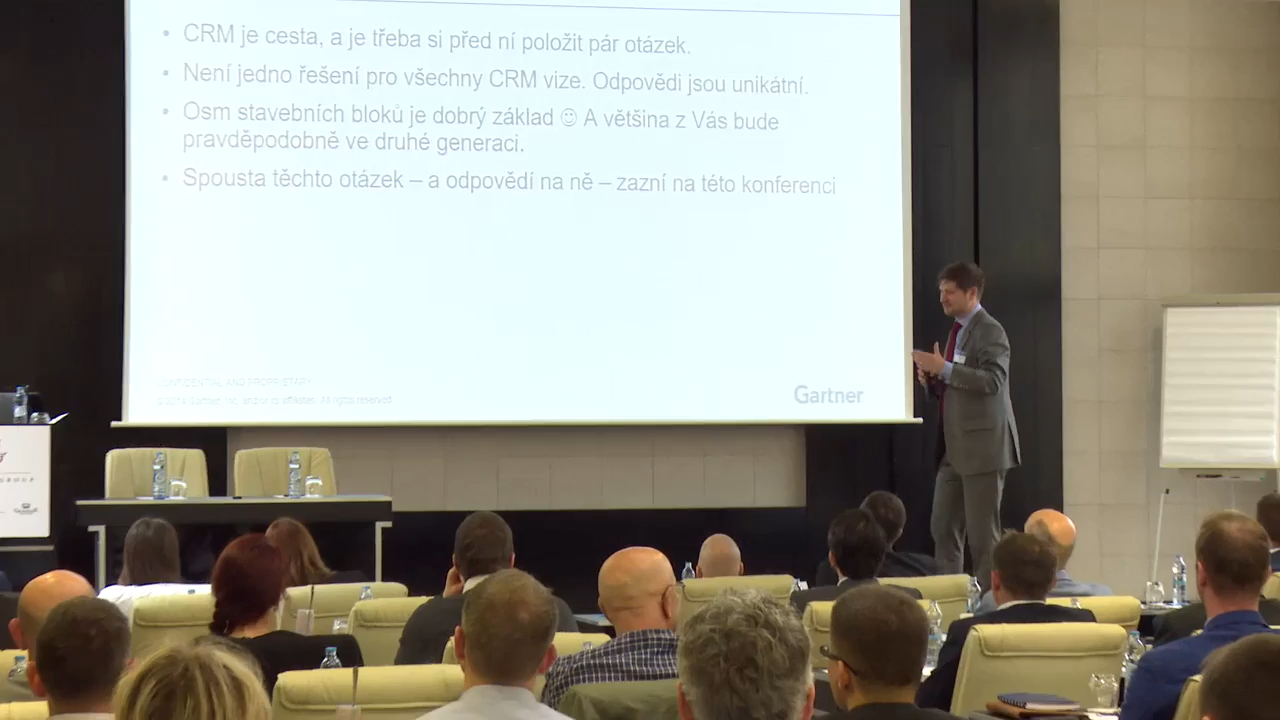 • CRM je cesta, a je třeba si před ní položit pár otázek.
• Není jedno řešení pro všechny CRM vize. Odpovědi jsou unikátní.
• Osm stavebních bloků je dobrý základ ☺ A většina z Vás bude
pravděpodobně ve druhé generaci.
• Spousta těchto otázek – a odpovědí na ně – zazní na této konferenci
CONFIDENTIAL AND PROPRIETARY
©2014 Gartner, Inc. and/or its affiliates. All rights reserved.
Gartner
GROUP